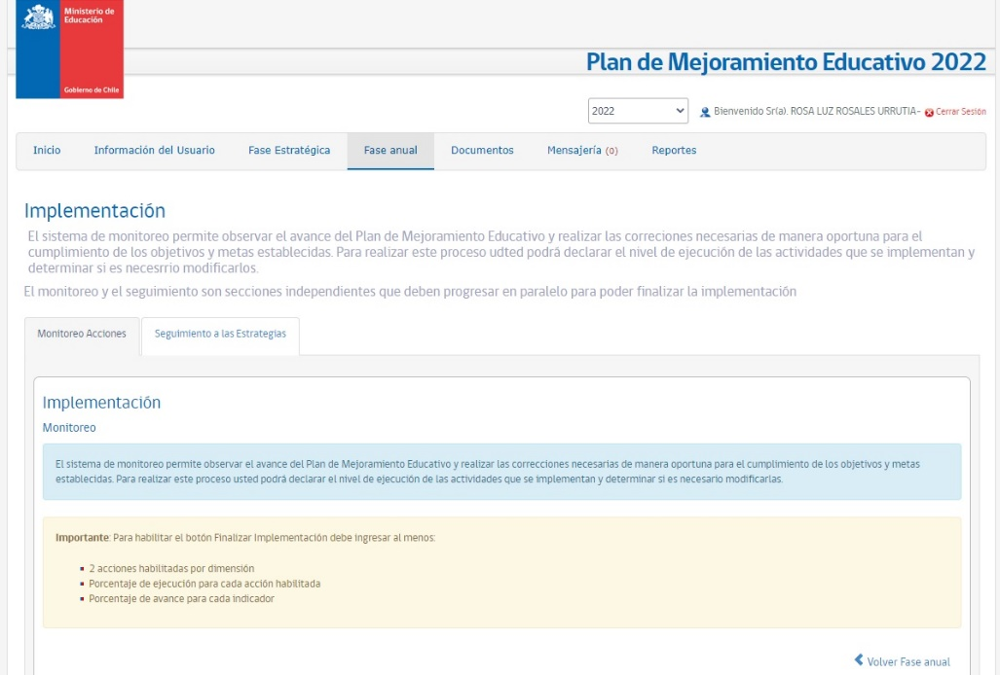 Ministerio de
Educación
Gobierno de Chile
Plan de Mejoramiento Educativo 2022
2022
Bienvenido Sr(a). ROSA LUZ ROSALES URRUTIA- Cerrar Sesión
Inicio Información del Usuario Fase Estratégica Fase anual Documentos Mensajería (0) Reportes
Implementación
El sistema de monitoreo permite observar el avance del Plan de Mejoramiento Educativo y realizar las correciones necesarias de manera oportuna para el
cumplimiento de los objetivos y metas establecidas. Para realizar este proceso udted podrá declarar el nivel de ejecución de las actividades que se implementan y
determinar si es necesrrio modificarlos.
El monitoreo y el seguimiento son secciones independientes que deben progresar en paralelo para poder finalizar la implementación
Monitoreo Acciones Seguimiento a las Estrategias
Implementación
Monitoreo
El sistema de monitoreo permite observar el avance del Plan de Mejoramiento Educativo y realizar las correcciones necesarias de manera oportuna para el cumplimiento de los objetivos y metas
establecidas. Para realizar este proceso usted podrá declarar el nivel de ejecución de las actividades que se implementan y determinar si es necesario modificarlas.
Importante: Para habilitar el botón Finalizar Implementación debe ingresar al menos:
2 acciones habilitadas por dimensión
Porcentaje de ejecución para cada acción habilitada
Porcentaje de avance para cada indicador
Volver Fase anual